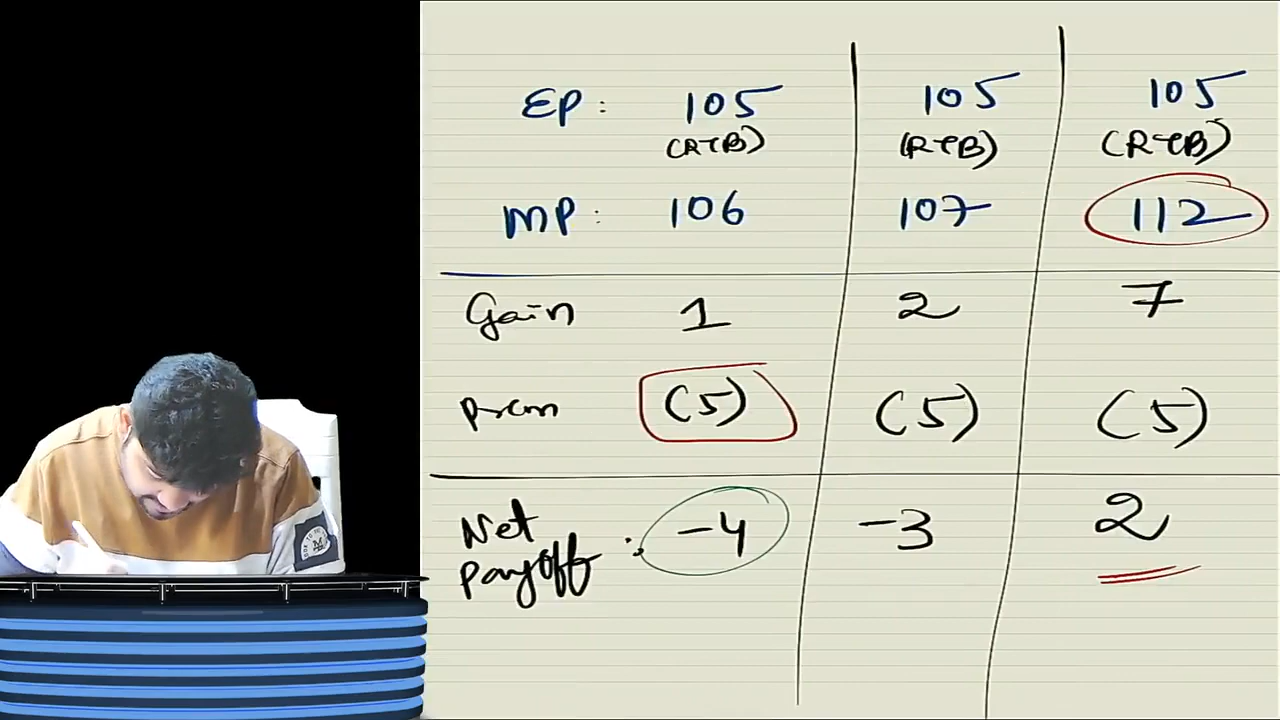 EP: 105 105 105
(RTB) (RTB) (RTB)
MP: 106 107 112
Gain 1 2 7
Prem (5) (5) (5)
Net
Payoff: -4 -3 2